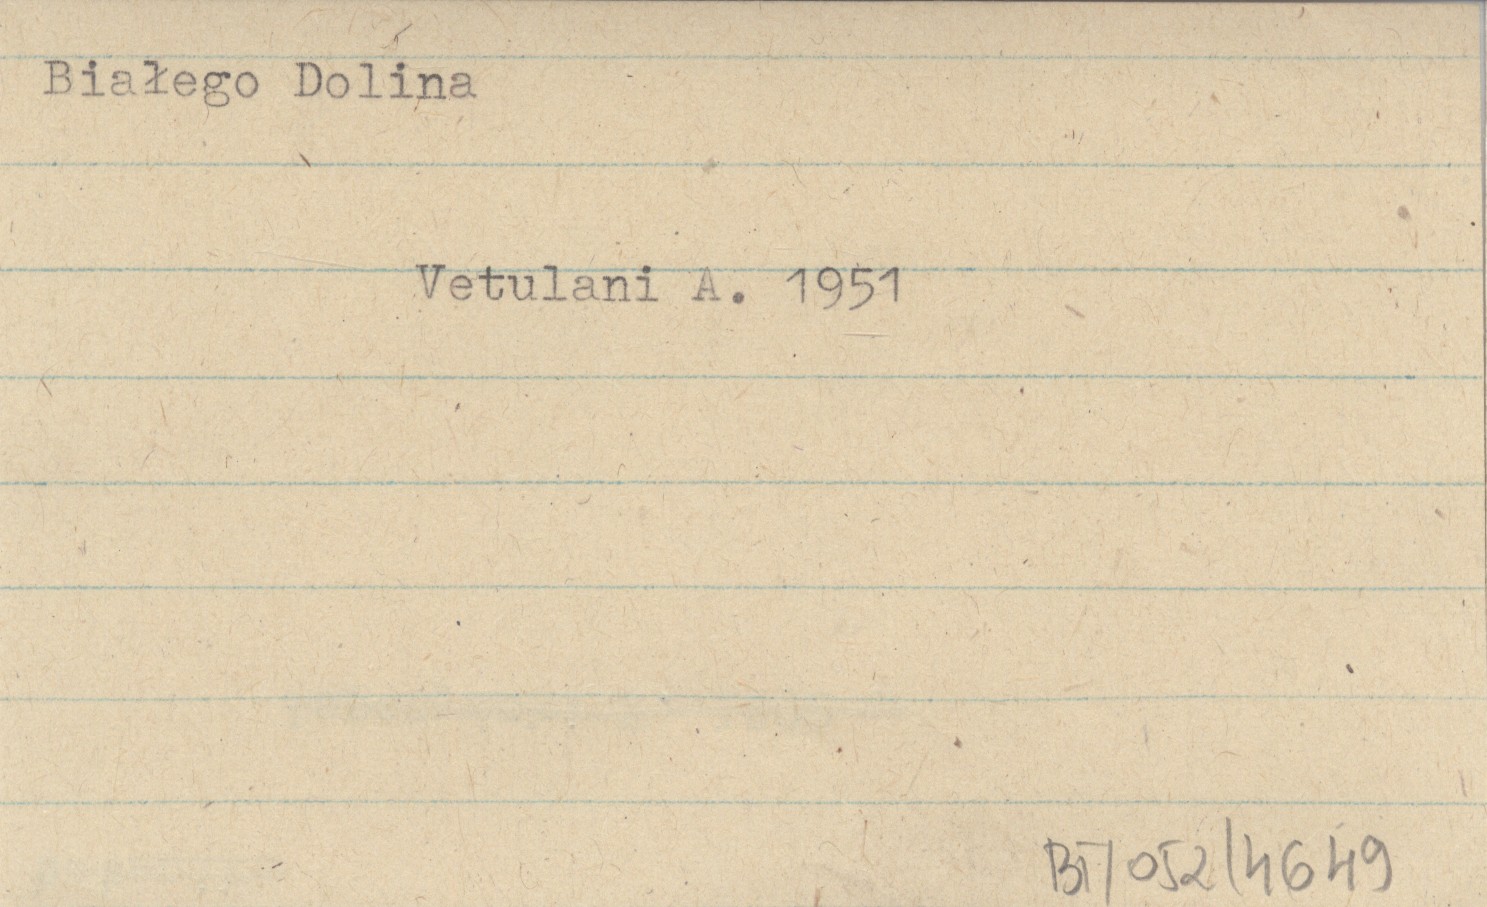 Białego Dolina
Vetulani A. 1951
BT/052/4649